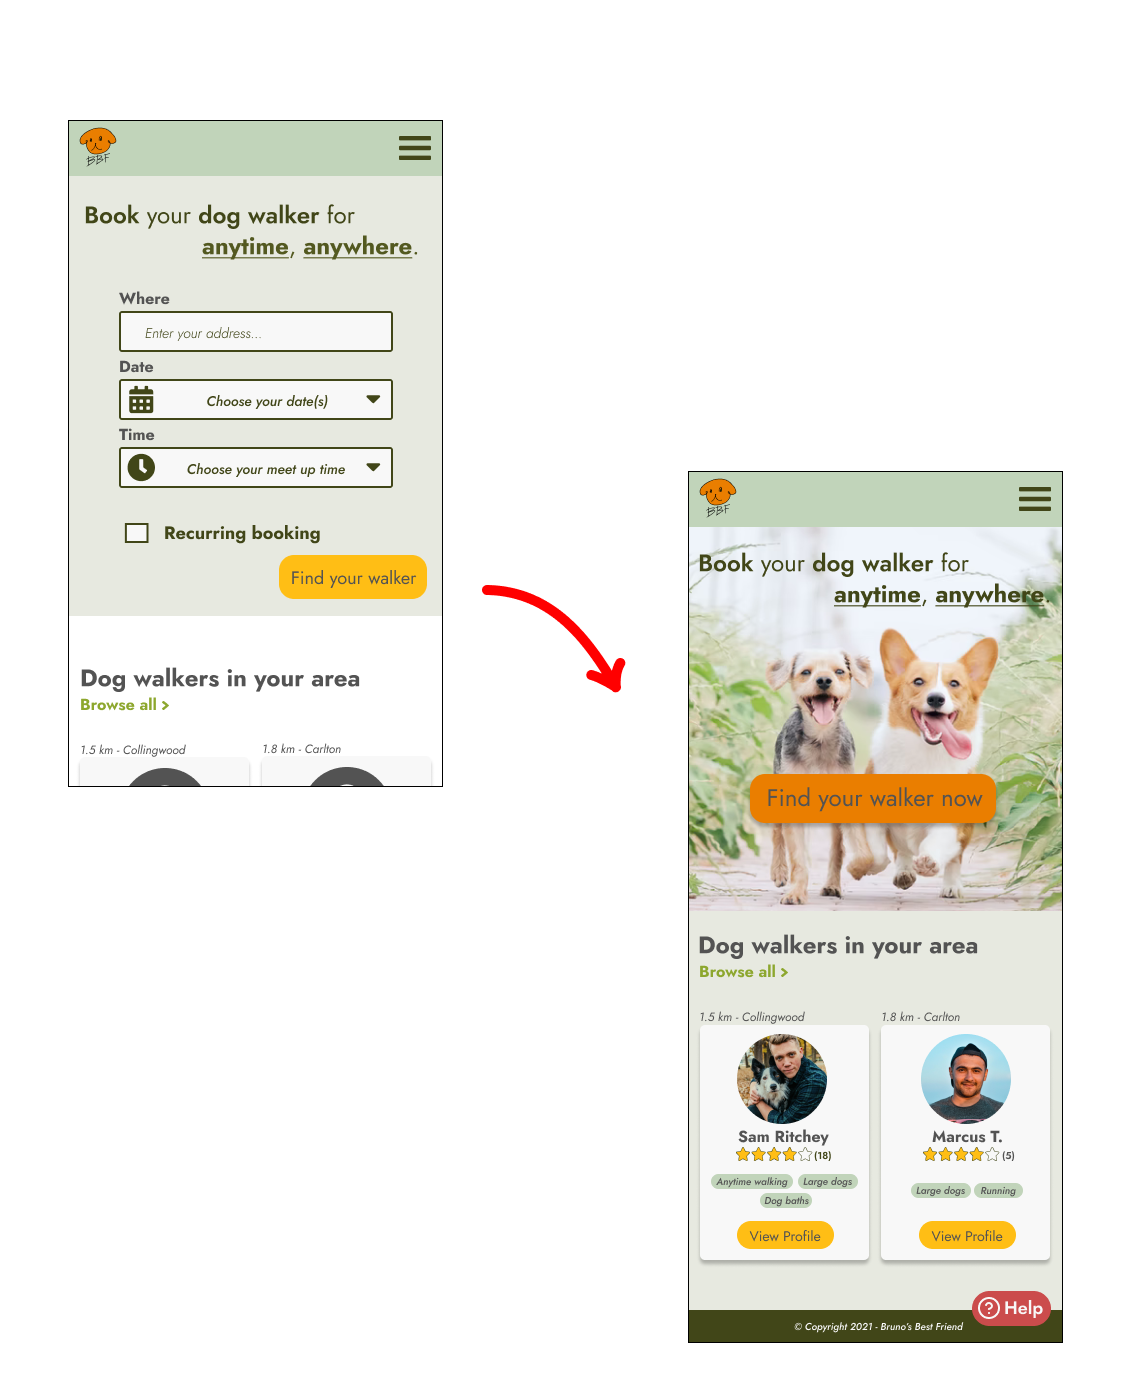 BBF
Book your dog walker for
anytime, anywhere.
Where
Enter your address...
Date
Choose your date(s)
Time
Choose your meet up time
Recurring booking
Find your walker
Dog walkers in your area
Browse all >
1.5 km - Collingwood
1.8 km - Carlton
BBF
Book your dog walker for
anytime, anywhere.
Find your walker now
Dog walkers in your area
Browse all >
1.5 km - Collingwood
1.8 km - Carlton
Sam Ritchey
(18)
Anytime walking Large dogs
Dog baths
View Profile
Marcus T.
(5)
Large dogs Running
View Profile
Help
© Copyright 2021 - Bruno's Best Friend